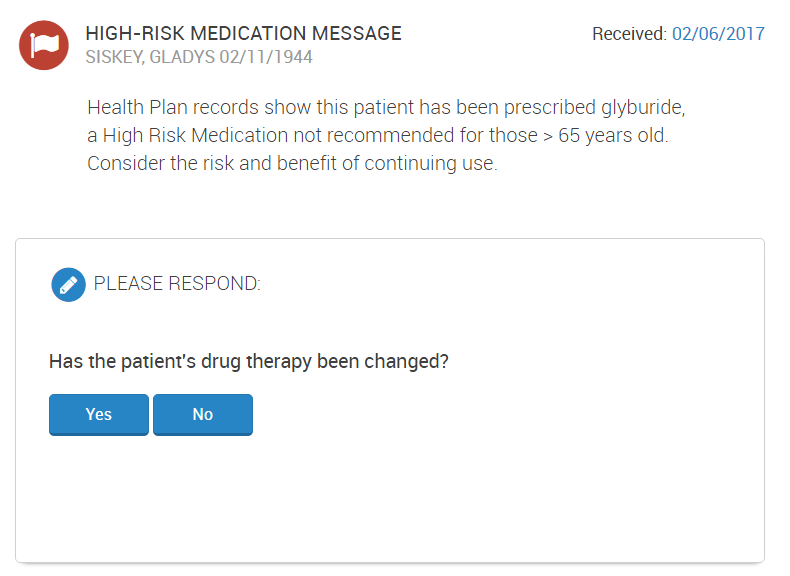 HIGH-RISK MEDICATION MESSAGE
Received: 02/06/2017
SISKEY, GLADYS 02/11/1944
Health Plan records show this patient has been prescribed glyburide,
a High Risk Medication not recommended for those > 65 years old.
Consider the risk and benefit of continuing use.
PLEASE RESPOND:
Has the patient's drug therapy been changed?
Yes
No